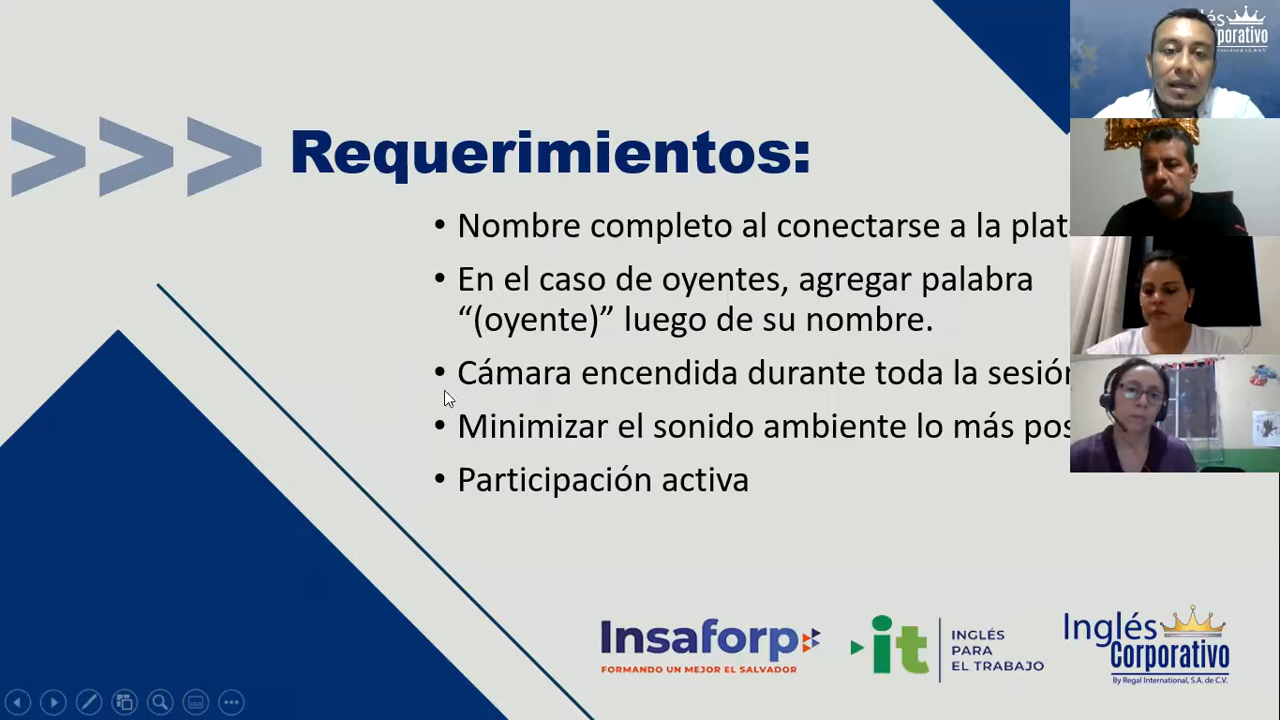 Requerimientos:
• Nombre completo al conectarse a la
• En el caso de oyentes, agregar palabra
“(oyente)” luego de su nombre.
• Cámara encendida durante toda la sesión
• Minimizar el sonido ambiente lo más
• Participación activa
Insaforp
FORMANDO UN MEJOR EL SALVADOR
it
INGLÉS
PARA
EL TRABAJO
Inglés
Corporativo
By Regal International, S.A. de C.V.